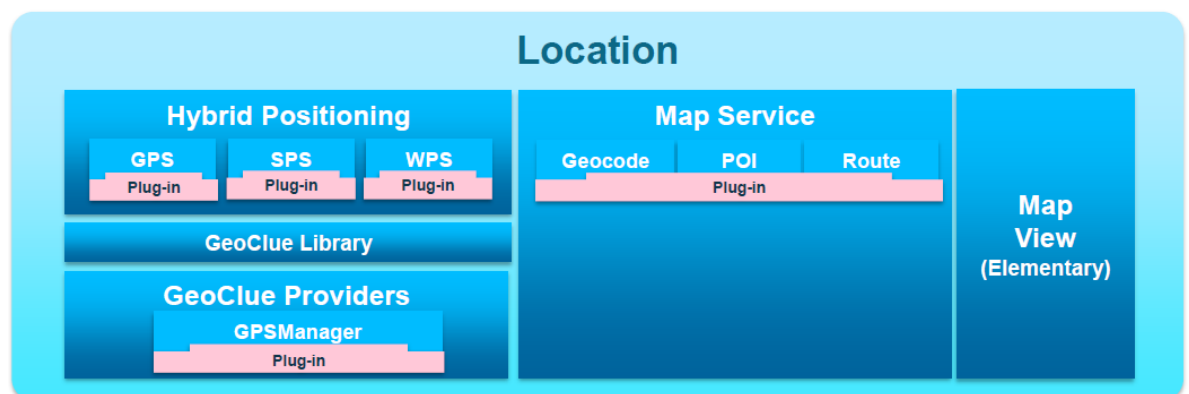 Location
Hybrid Positioning
GPS
Plug-in
SPS
Plug-in
WPS
Plug-in
GeoClue Library
GeoClue Providers
GPSManager
Plug-in
Map Service
Geocode
POI
Route
Plug-in
Map
View
(Elementary)